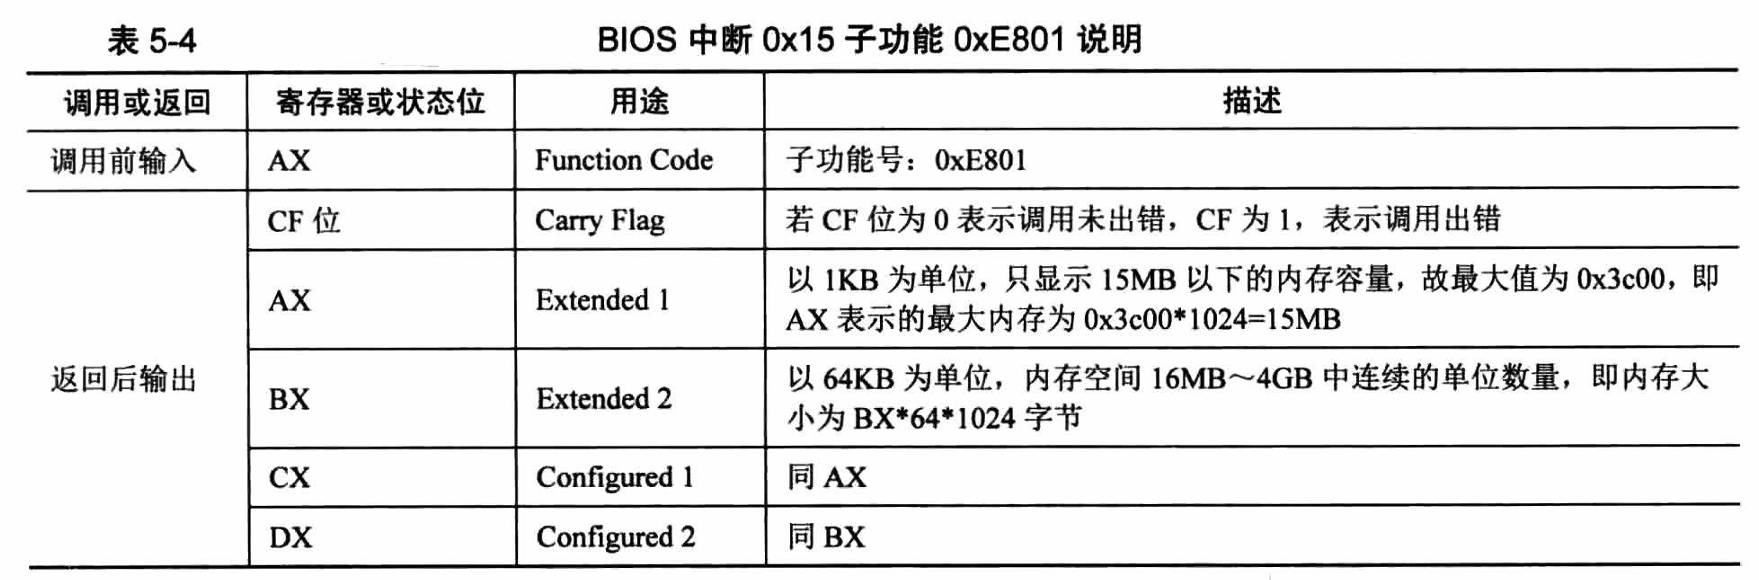 表 5-4 BIOS 中断 0x15 子功能 0xE801 说明
调用或返回 寄存器或状态位 用途 描述
调用前输入 AX Function Code 子功能号：0xE801
返回后输出
CF 位 Carry Flag 若 CF 位为 0 表示调用未出错，CF 为 1，表示调用出错
AX Extended 1 以 1KB 为单位，只显示 15MB 以下的内存容量，故最大值为 0x3c00，即
AX 表示的最大内存为 0x3c00*1024=15MB
BX Extended 2 以 64KB 为单位，内存空间 16MB～4GB 中连续的单位数量，即内存大
小为 BX*64*1024 字节
CX Configured 1 同 AX
DX Configured 2 同 BX